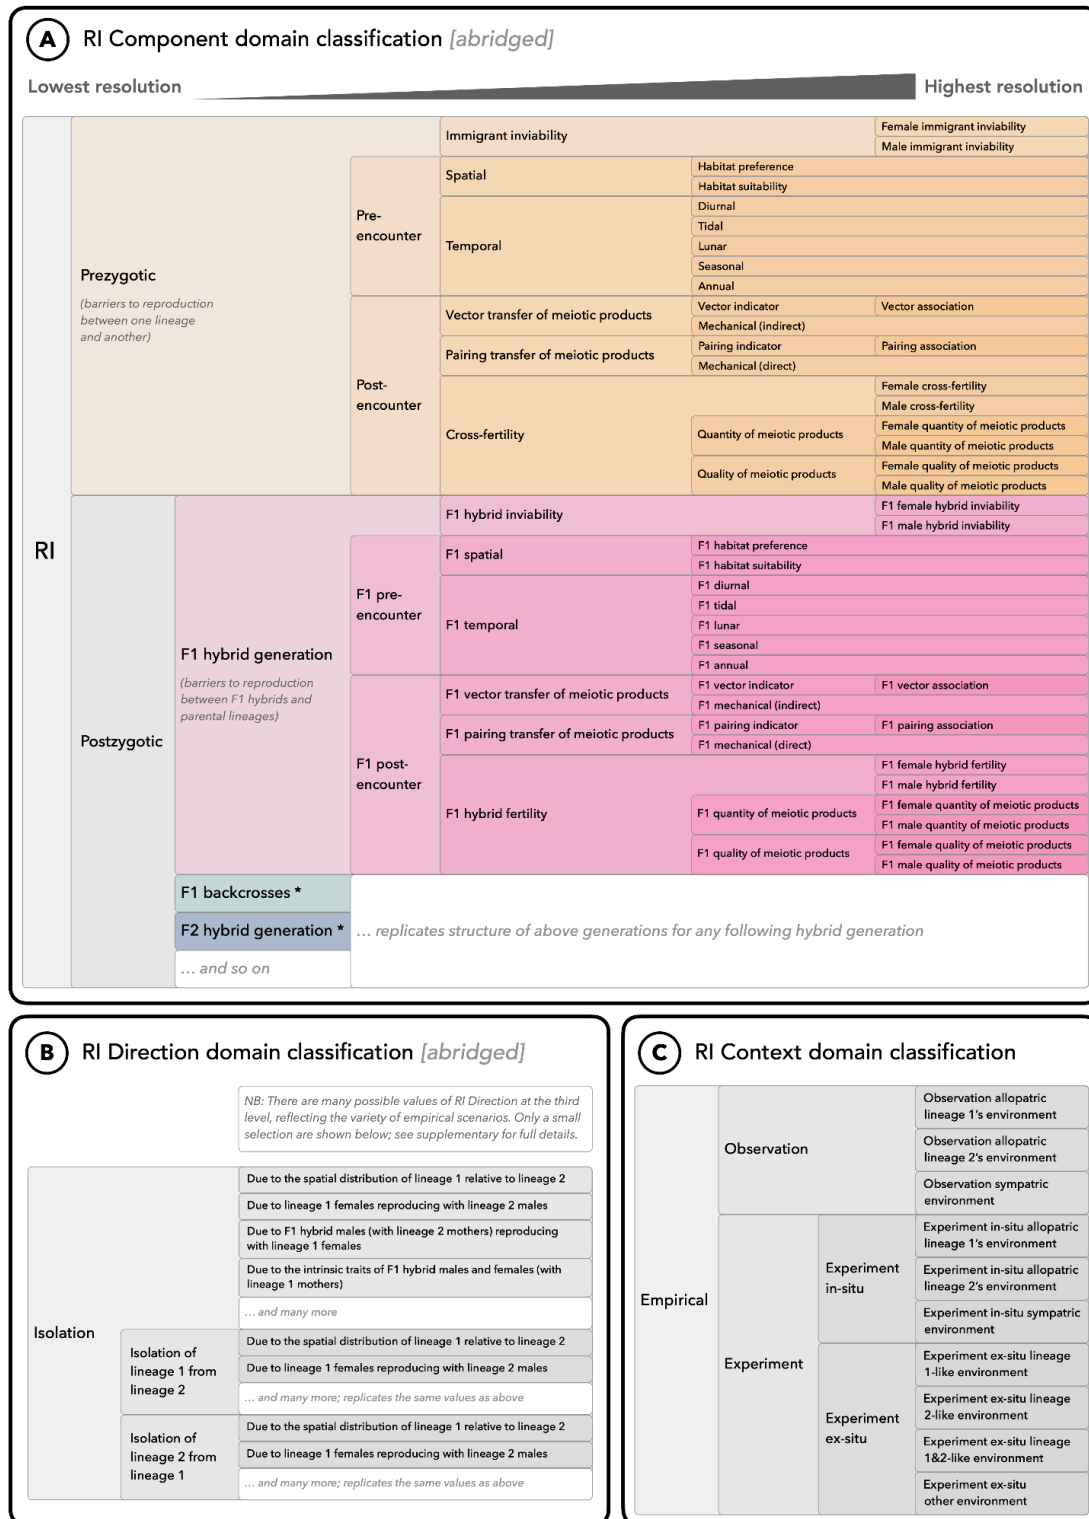 A RI Component domain classification [abridged]
Lowest resolution Highest resolution
RI
Prezygotic
(barriers to reproduction
between one lineage
and another)
Immigrant inviability
Female immigrant inviability
Male immigrant inviability
Pre-
encounter
Spatial
Habitat preference
Habitat suitability
Temporal
Diurnal
Tidal
Lunar
Seasonal
Annual
Post-
encounter
Vector transfer of meiotic products
Vector indicator
Vector association
Mechanical (indirect)
Pairing transfer of meiotic products
Pairing indicator
Pairing association
Mechanical (direct)
Cross-fertility
Female cross-fertility
Male cross-fertility
Quantity of meiotic products
Female quantity of meiotic products
Male quantity of meiotic products
Quality of meiotic products
Female quality of meiotic products
Male quality of meiotic products
Postzygotic
F1 hybrid generation
(barriers to reproduction
between F1 hybrids and
parental lineages)
F1 hybrid inviability
F1 female hybrid inviability
F1 male hybrid inviability
F1 pre-
encounter
F1 spatial
F1 habitat preference
F1 habitat suitability
F1 temporal
F1 diurnal
F1 tidal
F1 lunar
F1 seasonal
F1 annual
F1 post-
encounter
F1 vector transfer of meiotic products
F1 vector indicator
F1 vector association
F1 mechanical (indirect)
F1 pairing transfer of meiotic products
F1 pairing indicator
F1 pairing association
F1 mechanical (direct)
F1 hybrid fertility
F1 female hybrid fertility
F1 male hybrid fertility
F1 quantity of meiotic products
F1 female quantity of meiotic products
F1 male quantity of meiotic products
F1 quality of meiotic products
F1 female quality of meiotic products
F1 male quality of meiotic products
F1 backcrosses *
F2 hybrid generation *
... and so on
... replicates structure of above generations for any following hybrid generation
B RI Direction domain classification [abridged]
NB: There are many possible values of RI Direction at the third
level, reflecting the variety of empirical scenarios. Only a small
selection are shown below; see supplementary for full details.
Isolation
Due to the spatial distribution of lineage 1 relative to lineage 2
Due to lineage 1 females reproducing with lineage 2 males
Due to F1 hybrid males (with lineage 2 mothers) reproducing
with lineage 1 females
Due to the intrinsic traits of F1 hybrid males and females (with
lineage 1 mothers)
... and many more
Isolation of
lineage 1 from
lineage 2
Due to the spatial distribution of lineage 1 relative to lineage 2
Due to lineage 1 females reproducing with lineage 2 males
... and many more; replicates the same values as above
Isolation of
lineage 2 from
lineage 1
Due to the spatial distribution of lineage 1 relative to lineage 2
Due to lineage 1 females reproducing with lineage 2 males
... and many more; replicates the same values as above
C RI Context domain classification
Empirical
Observation
Observation allopatric
lineage 1's environment
Observation allopatric
lineage 2's environment
Observation sympatric
environment
Experiment
Experiment
in-situ
Experiment in-situ allopatric
lineage 1's environment
Experiment in-situ allopatric
lineage 2's environment
Experiment in-situ sympatric
environment
Experiment
ex-situ
Experiment ex-situ lineage
1-like environment
Experiment ex-situ lineage
2-like environment
Experiment ex-situ lineage
1&2-like environment
Experiment ex-situ
other environment